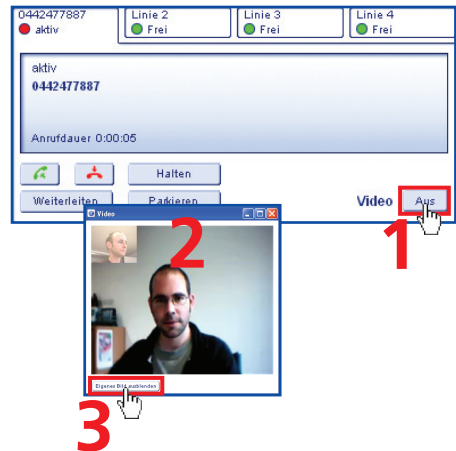 0442477887 Linie 2 Linie 3 Linie 4
aktiv Frei Frei Frei
aktiv
0442477887
Anrufdauer 0:00:05
Halten
Weiterleiten Parkieren Video Aus
1
Video
2
Eigenes Bild ausblenden
3